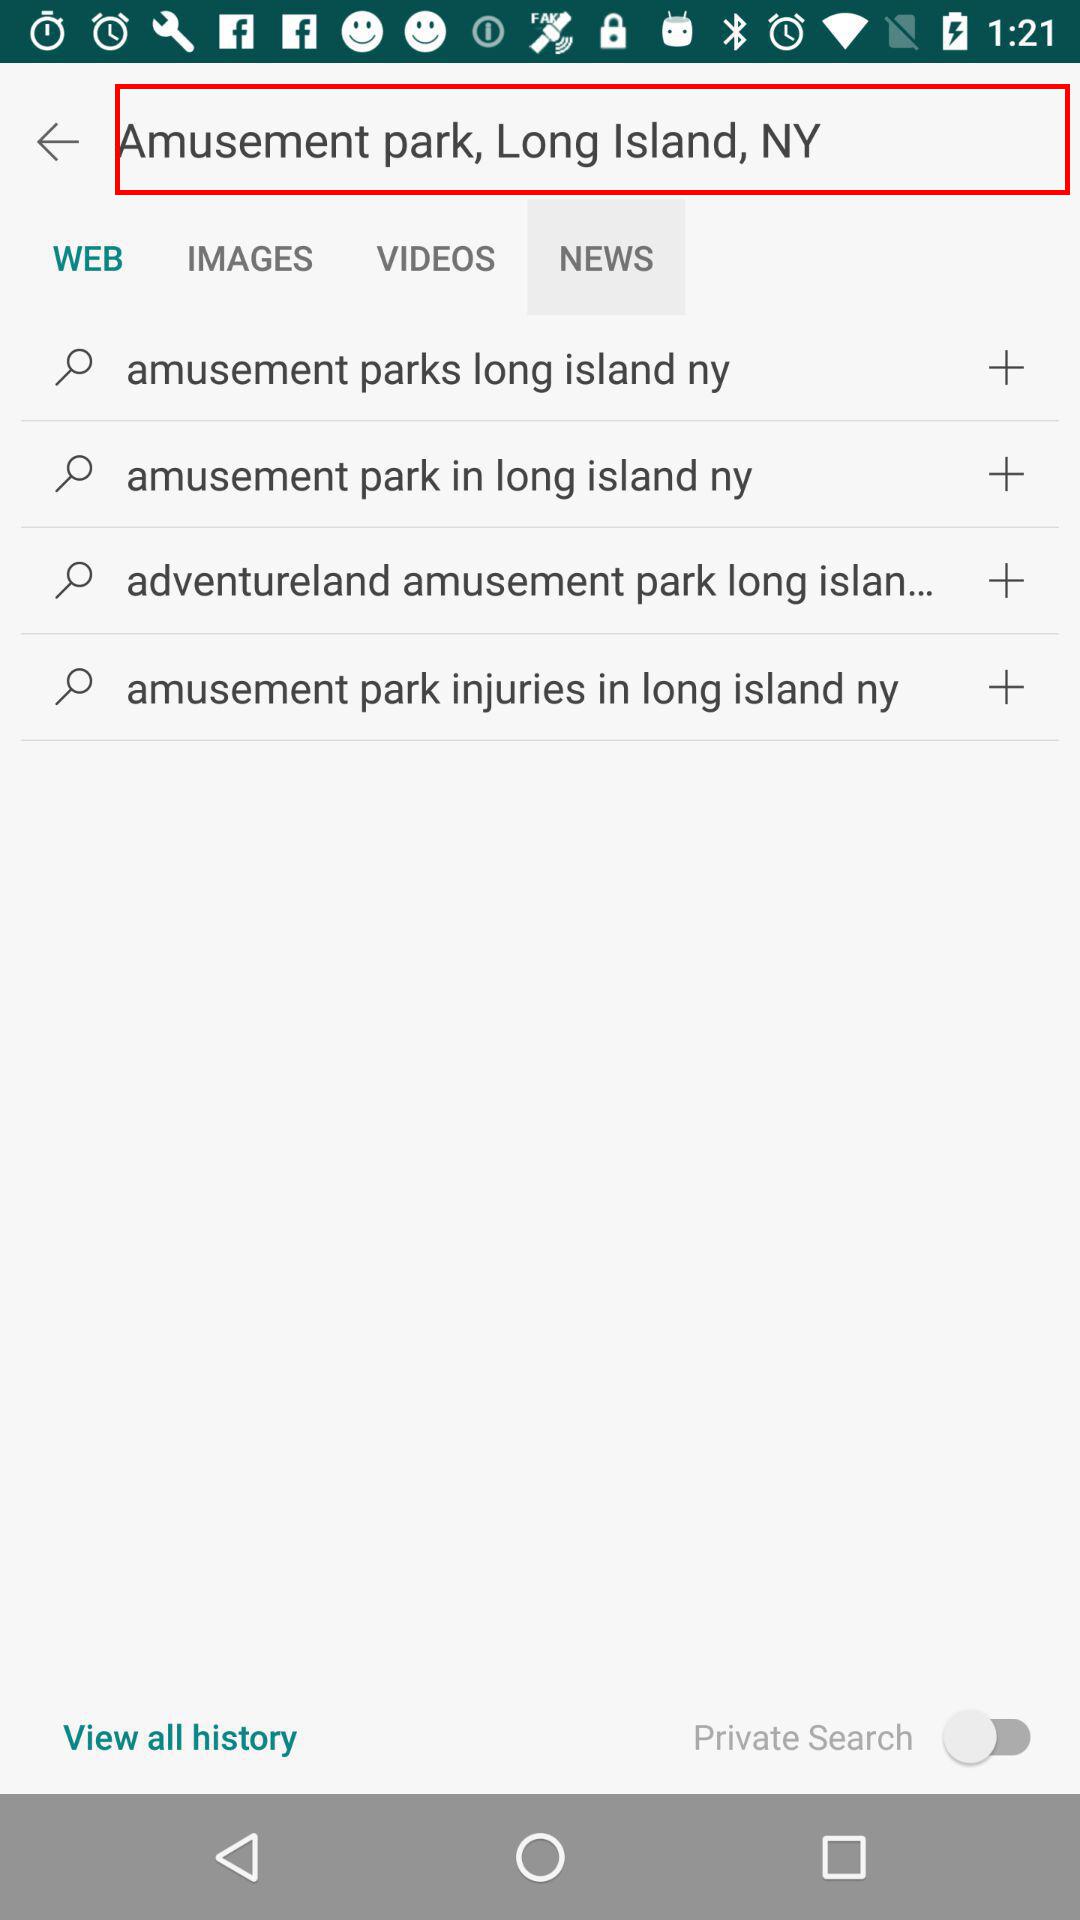 FAKE
1:21
Amusement park, Long Island, NY
WEB IMAGES VIDEOS NEWS
amusement parks long island ny
amusement park in long island ny
adventureland amusement park long islan...
amusement park injuries in long island ny
View all history Private Search